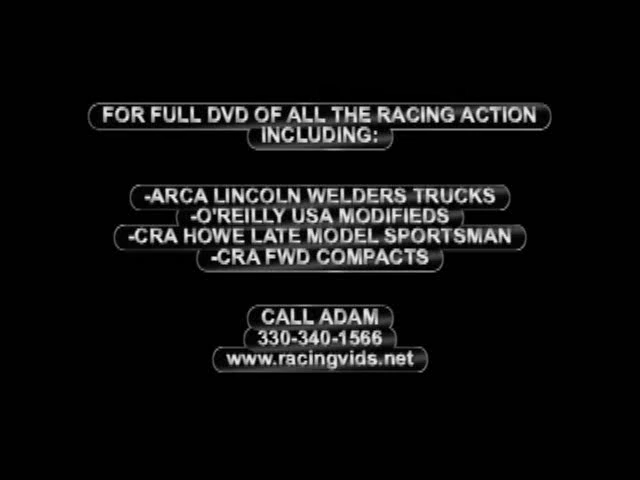 FOR FULL DVD OF ALL THE RACING ACTION
INCLUDING:
-ARCA LINCOLN WELDERS TRUCKS
-O'REILLY USA MODIFIEDS
-CRA HOWE LATE MODEL SPORTSMAN
-CRA FWD COMPACTS
CALL ADAM
330-340-1566
www.racingvids.net